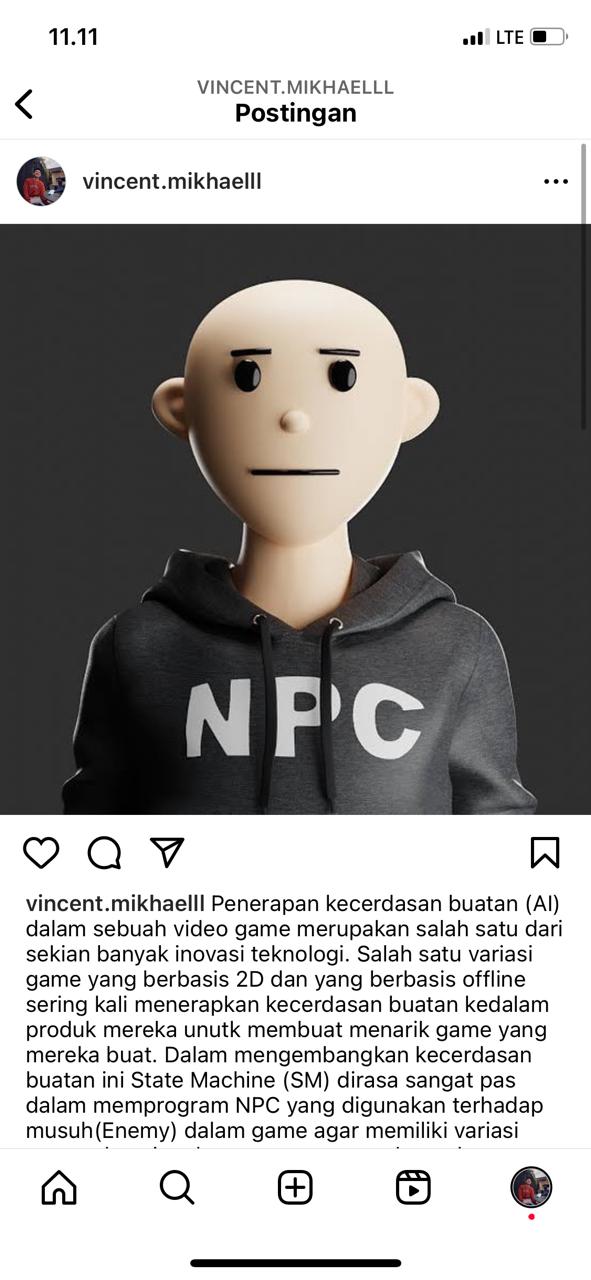 11.11
LTE
VINCENT.MIKHAELLL
Postingan
vincent.mikhaelll
NPC
vincent.mikhaelll Penerapan kecerdasan buatan (AI)
dalam sebuah video game merupakan salah satu dari
sekian banyak inovasi teknologi. Salah satu variasi
game yang berbasis 2D dan yang berbasis offline
sering kali menerapkan kecerdasan buatan kedalam
produk mereka unutk membuat menarik game yang
mereka buat. Dalam mengembangkan kecerdasan
buatan ini State Machine (SM) dirasa sangat pas
dalam memprogram NPC yang digunakan terhadap
musuh(Enemy) dalam game agar memiliki variasi